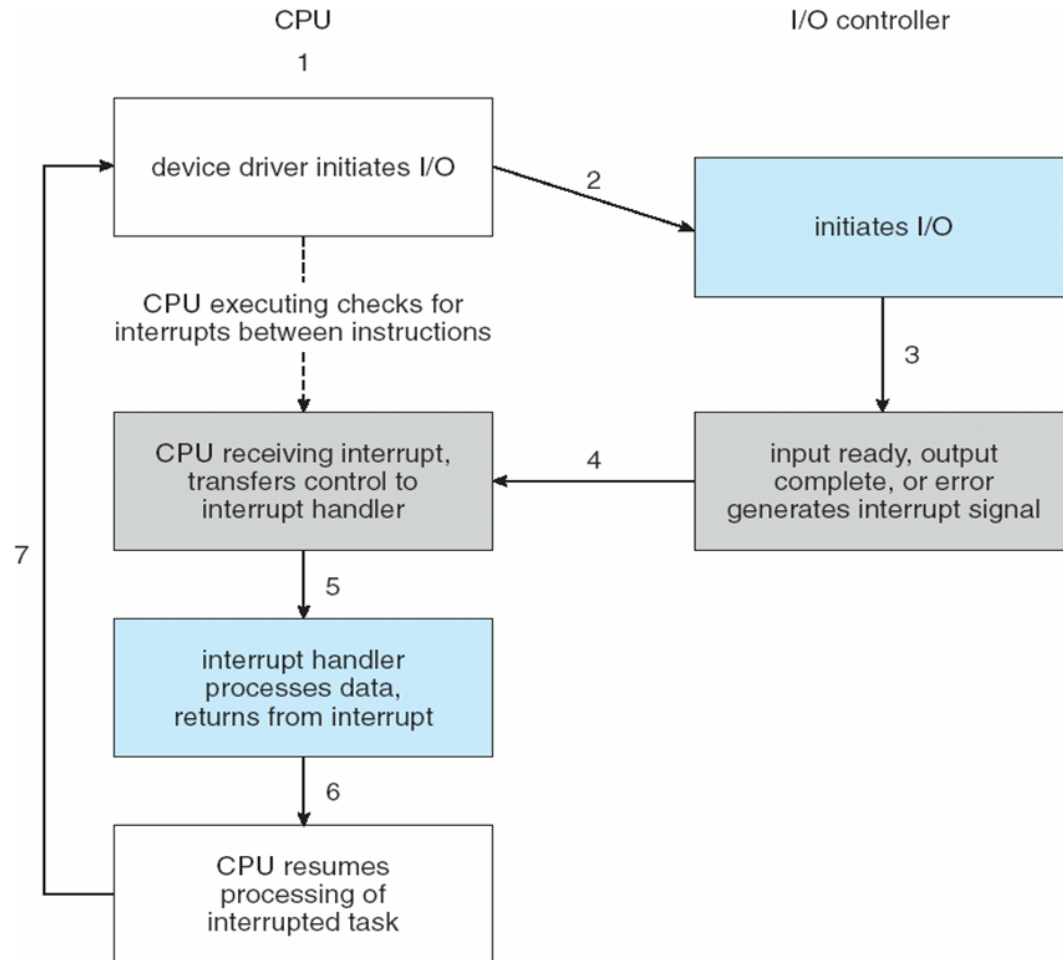 CPU
I/O controller
1
device driver initiates I/O
2
initiates I/O
CPU executing checks for
interrupts between instructions
3
CPU receiving interrupt,
transfers control to
interrupt handler
4
input ready, output
complete, or error
generates interrupt signal
7
5
interrupt handler
processes data,
returns from interrupt
6
CPU resumes
processing of
interrupted task